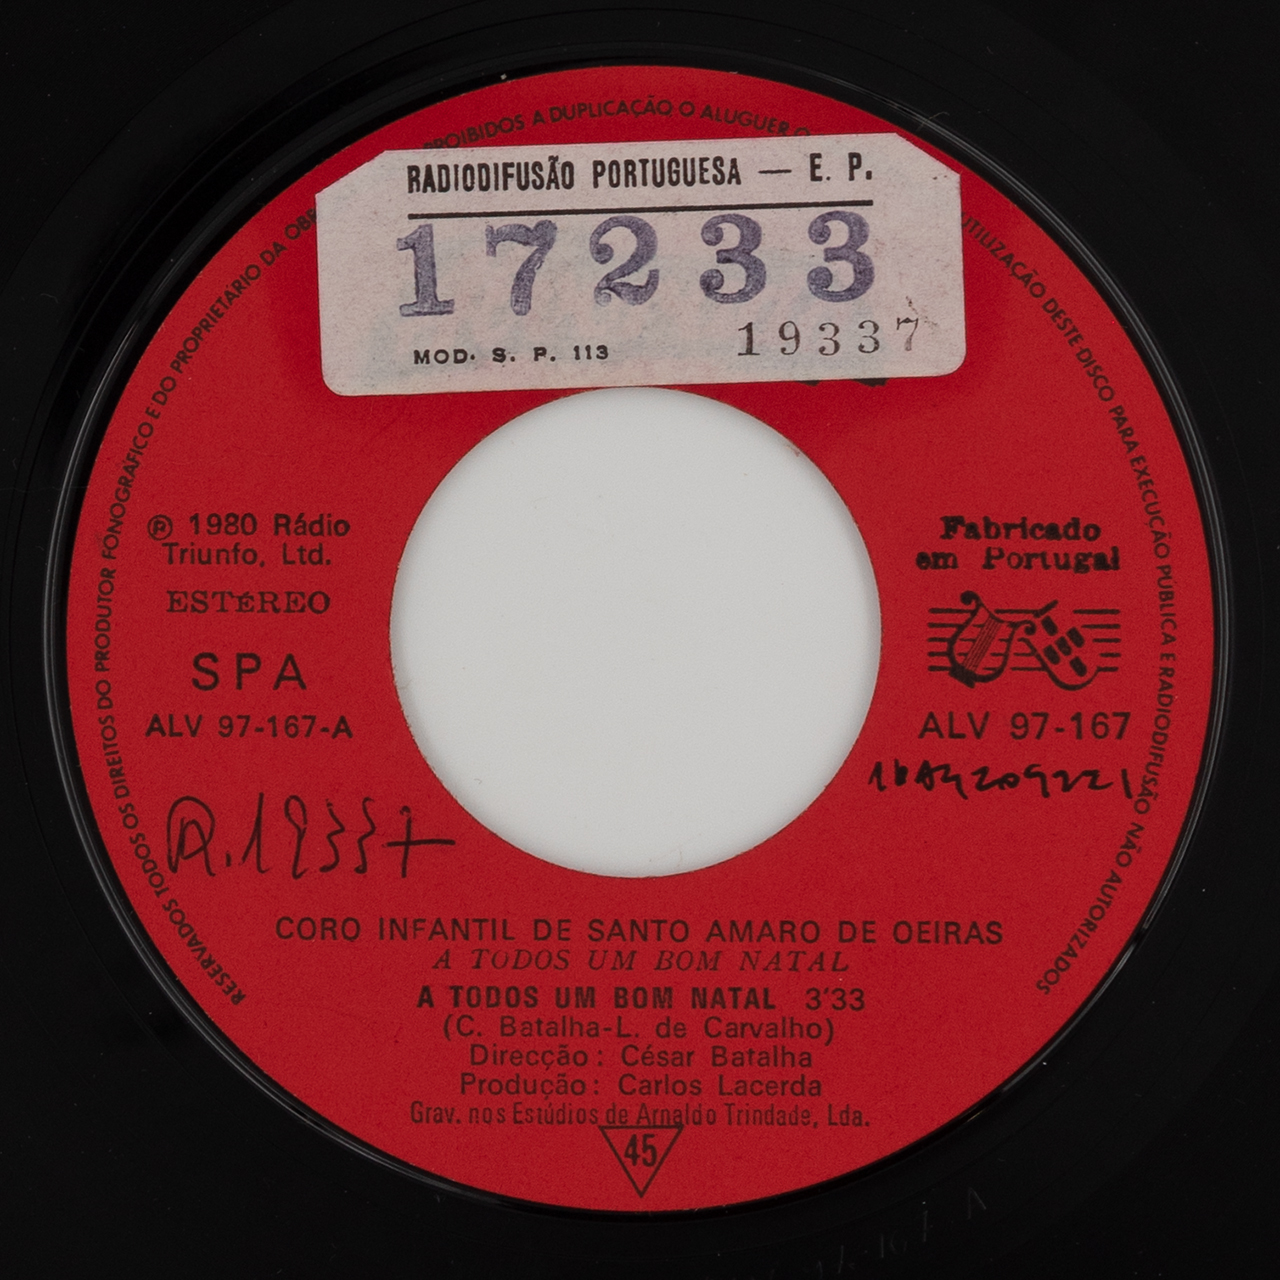 RESERVADOS TODOS OS DIREITOS DO PRODUTOR FONOGRÁFICO E DO PROPRIETÁRIO DA OBR
PROIBIDOS A DUPLICAÇÃO O ALUGUER O
UTILIZAÇÃO DESTE DISCO PARA EXECUÇÃO PÚBLICA E RADIODIFUSÃO NÃO AUTORIZADOS
RADIODIFUSÃO PORTUGUESA — E. P.
17233
19337
MOD. S. P. 113
℗ 1980 Rádio
Triunfo, Ltd.
ESTÉREO
SPA
ALV 97-167-A
Fabricado
em Portugal
ALV 97-167
R.19337
CORO INFANTIL DE SANTO AMARO DE OEIRAS
A TODOS UM BOM NATAL
A TODOS UM BOM NATAL 3'33
(C. Batalha-L. de Carvalho)
Direcção: César Batalha
Produção: Carlos Lacerda
Grav. nos Estúdios de Arnaldo Trindade, Lda.
45